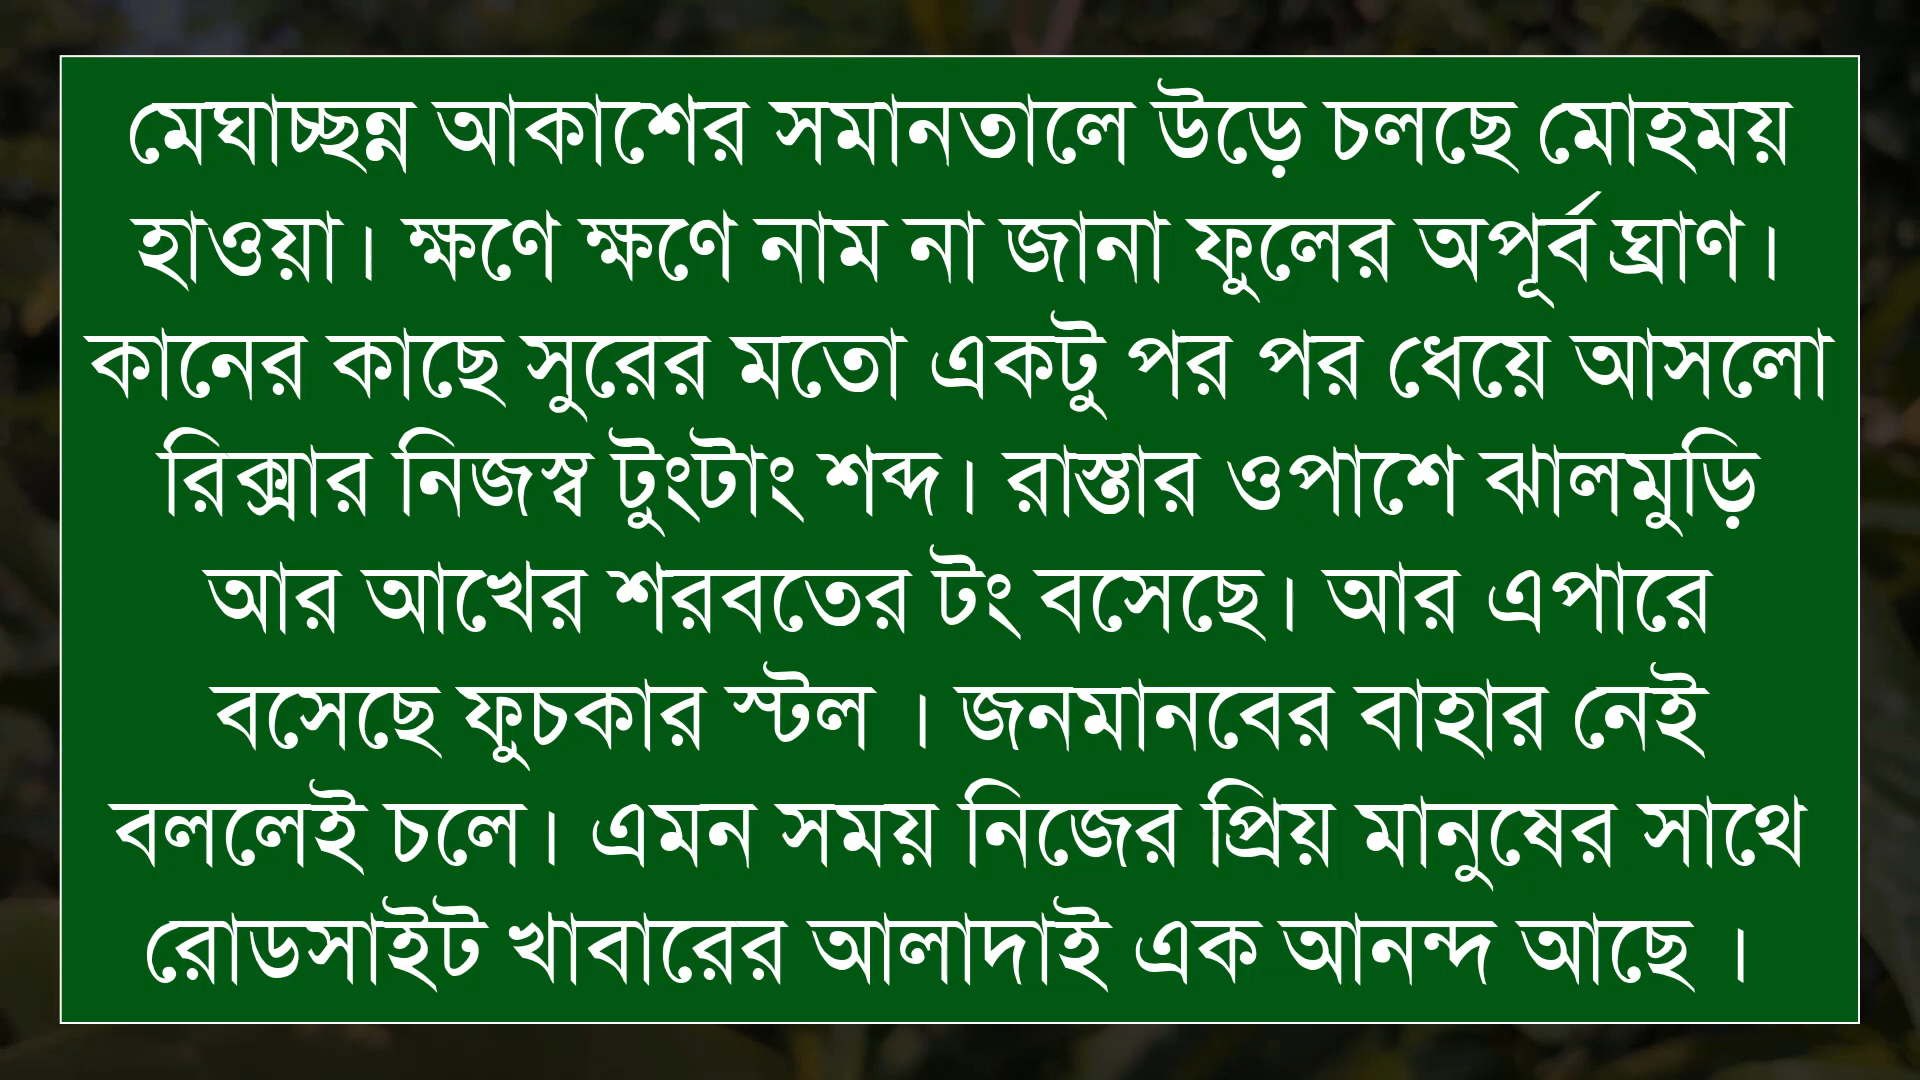 মেঘাচ্ছন্ন আকাশের সমানতালে উড়ে চলছে মোহময়
হাওয়া। ক্ষণে ক্ষণে নাম না জানা ফুলের অপূর্ব ঘ্রাণ।
কানের কাছে সুরের মতো একটু পর পর ধেয়ে আসলো
রিক্সার নিজস্ব টুংটাং শব্দ। রাস্তার ওপাশে ঝালমুড়ি
আর আখের শরবতের টং বসেছে। আর এপারে
বসেছে ফুচকার স্টল । জনমানবের বাহার নেই
বললেই চলে। এমন সময় নিজের প্রিয় মানুষের সাথে
রোডসাইট খাবারের আলাদাই এক আনন্দ আছে ।